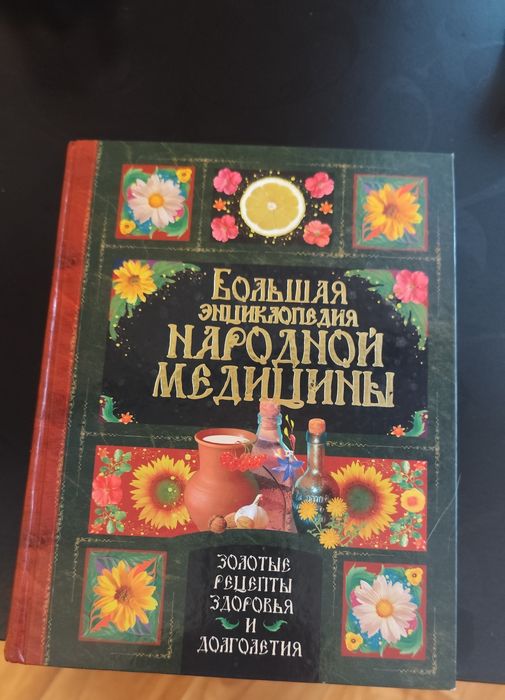 Большая
энциклопедия
народной
медицины
Золотые
рецепты
здоровья
и
долголетия